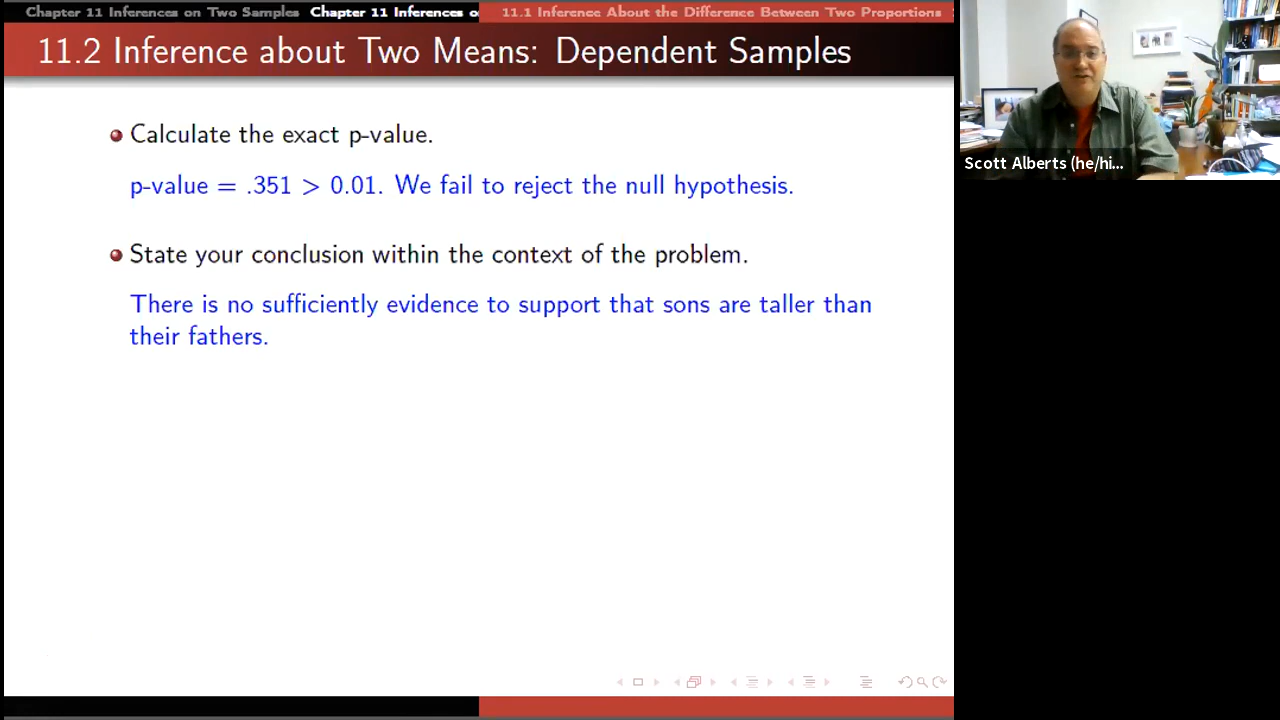 Chapter 11 Inferences on Two Samples Chapter 11 Inferences o 11.1 Inference About the Difference Between Two Proportions
11.2 Inference about Two Means: Dependent Samples
Calculate the exact p-value.
p-value = .351 > 0.01. We fail to reject the null hypothesis.
State your conclusion within the context of the problem.
There is no sufficiently evidence to support that sons are taller than
their fathers.
Scott Alberts (he/hi...